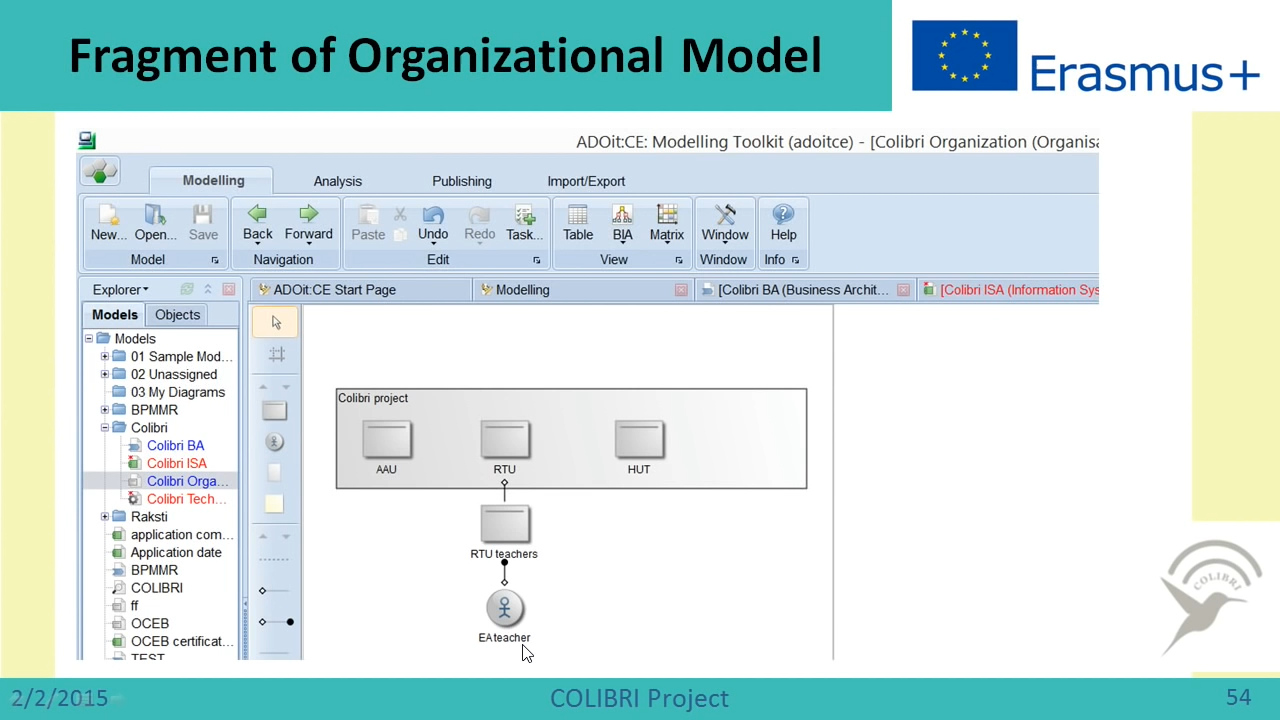 Fragment of Organizational Model
Erasmus+
ADOit:CE: Modelling Toolkit (adoitce) - [Colibri Organization (Organisa
Modelling Analysis Publishing Import/Export
New... Open... Save Back Forward Paste Undo Redo Task... Table BIA Matrix Window Help
Model Navigation Edit View Window Info
Explorer ADOit:CE Start Page Modelling [Colibri BA (Business Archit... [Colibri ISA (Information Sys
Models Objects
Models
01 Sample Mod...
02 Unassigned
03 My Diagrams
BPMMR
Colibri
Colibri BA
Colibri ISA
Colibri Orga...
Colibri Tech...
Raksti
application com...
Application date
BPMMR
COLIBRI
ff
OCEB
OCEB certificat...
TEST
Colibri project
AAU RTU HUT
RTU teachers
EA teacher
COLIBRI
2/2/2015 COLIBRI Project 54